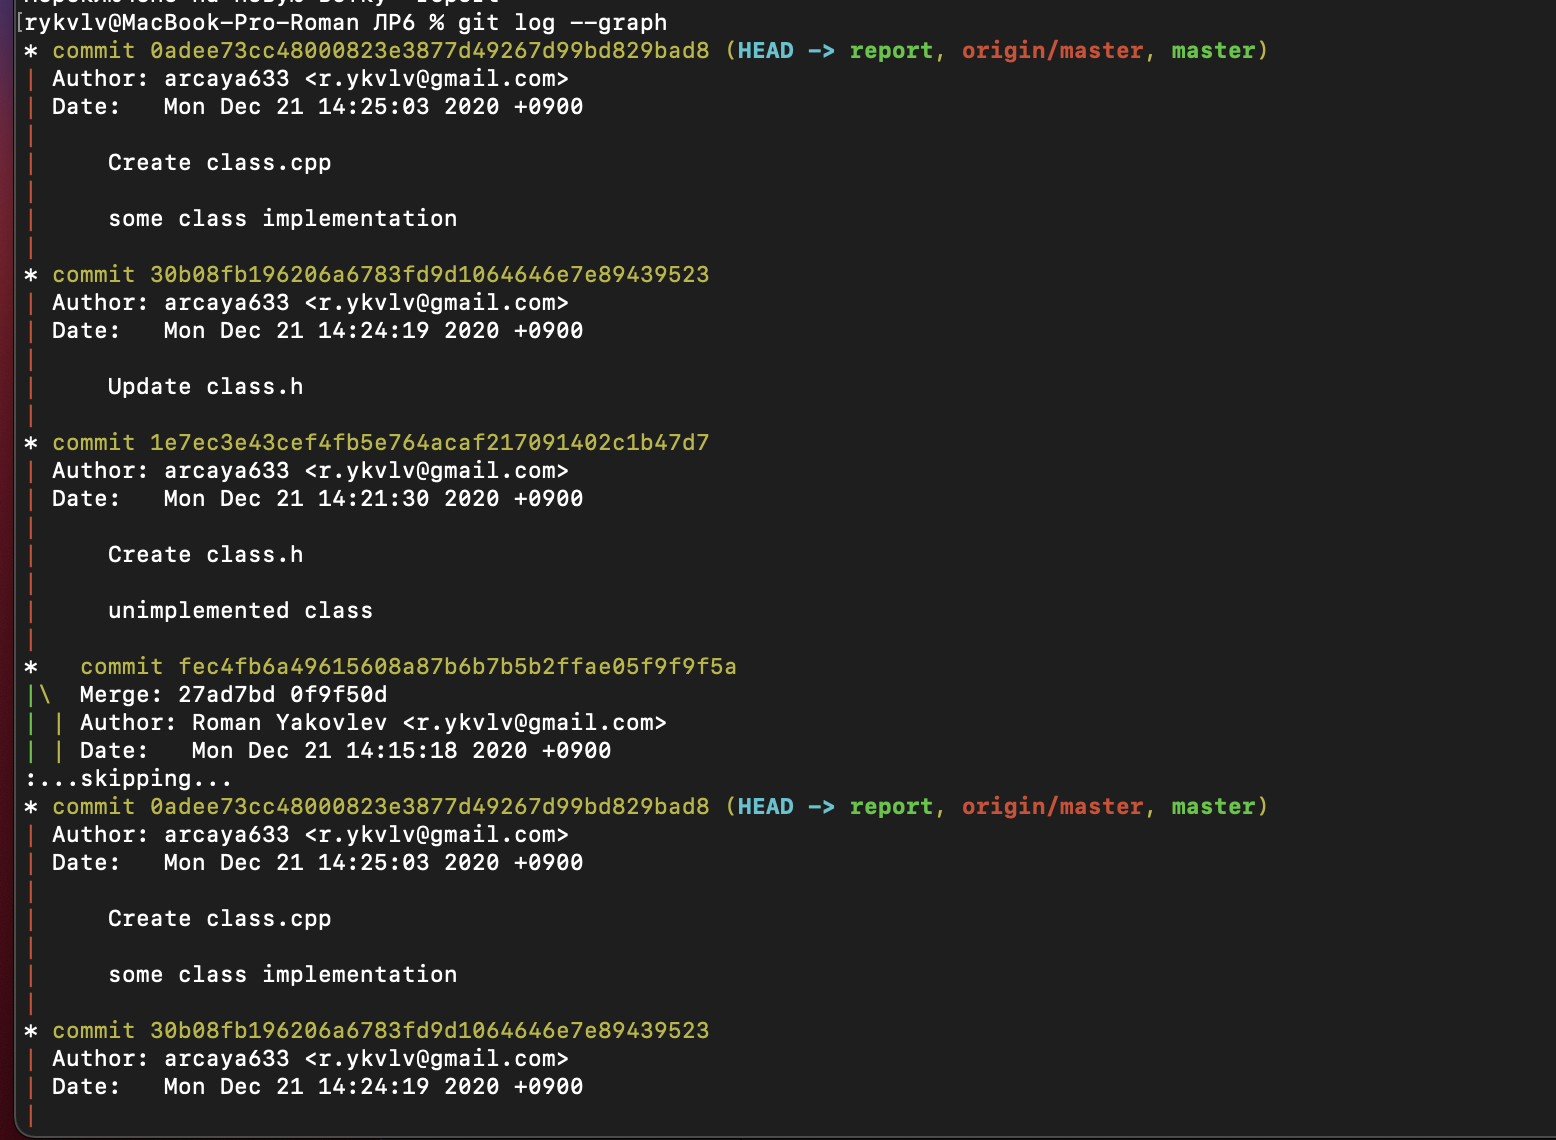 rykvlv@MacBook-Pro-Roman ЛР6 % git log --graph
* commit 0adee73cc48000823e3877d49267d99bd829bad8 (HEAD -> report, origin/master, master)
| Author: arcaya633 <r.ykvlv@gmail.com>
| Date:   Mon Dec 21 14:25:03 2020 +0900
|
|     Create class.cpp
|
|     some class implementation
|
* commit 30b08fb196206a6783fd9d1064646e7e89439523
| Author: arcaya633 <r.ykvlv@gmail.com>
| Date:   Mon Dec 21 14:24:19 2020 +0900
|
|     Update class.h
|
* commit 1e7ec3e43cef4fb5e764acaf217091402c1b47d7
| Author: arcaya633 <r.ykvlv@gmail.com>
| Date:   Mon Dec 21 14:21:30 2020 +0900
|
|     Create class.h
|
|     unimplemented class
|
*   commit fec4fb6a49615608a87b6b7b5b2ffae05f9f9f5a
|\  Merge: 27ad7bd 0f9f50d
| | Author: Roman Yakovlev <r.ykvlv@gmail.com>
| | Date:   Mon Dec 21 14:15:18 2020 +0900
:...skipping...
* commit 0adee73cc48000823e3877d49267d99bd829bad8 (HEAD -> report, origin/master, master)
| Author: arcaya633 <r.ykvlv@gmail.com>
| Date:   Mon Dec 21 14:25:03 2020 +0900
|
|     Create class.cpp
|
|     some class implementation
|
* commit 30b08fb196206a6783fd9d1064646e7e89439523
| Author: arcaya633 <r.ykvlv@gmail.com>
| Date:   Mon Dec 21 14:24:19 2020 +0900
|